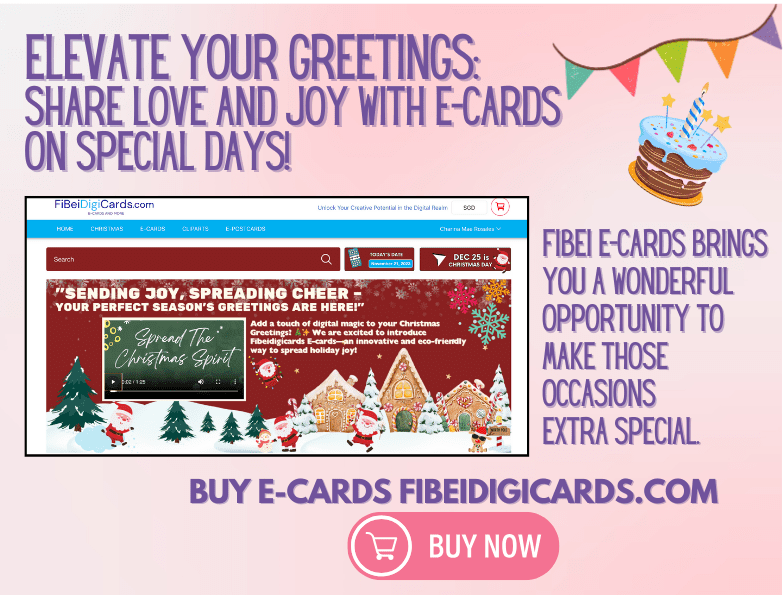 ELEVATE YOUR GREETINGS:
SHARE LOVE AND JOY WITH E-CARDS
ON SPECIAL DAYS!
FiBeiDigiCards.com
E-CARDS AND MORE
Unlock Your Creative Potential in the Digital Realm
SGD
HOME CHRISTMAS E-CARDS CLIPARTS E-POSTCARDS
Charina Mae Rosales
Search
TODAY'S DATE
November 21, 2023
DEC 25 is
CHRISTMAS DAY
"SENDING JOY, SPREADING CHEER –
YOUR PERFECT SEASON'S GREETINGS ARE HERE!"
Spread The
Christmas Spirit
0:02 / 1:25
Add a touch of digital magic to your Christmas
Greetings! We are excited to introduce
Fibeidigicards E-cards—an innovative and eco-friendly
way to spread holiday joy!
FIBEI E-CARDS BRINGS
YOU A WONDERFUL
OPPORTUNITY TO
MAKE THOSE
OCCASIONS
EXTRA SPECIAL.
BUY E-CARDS FIBEIDIGICARDS.COM
BUY NOW